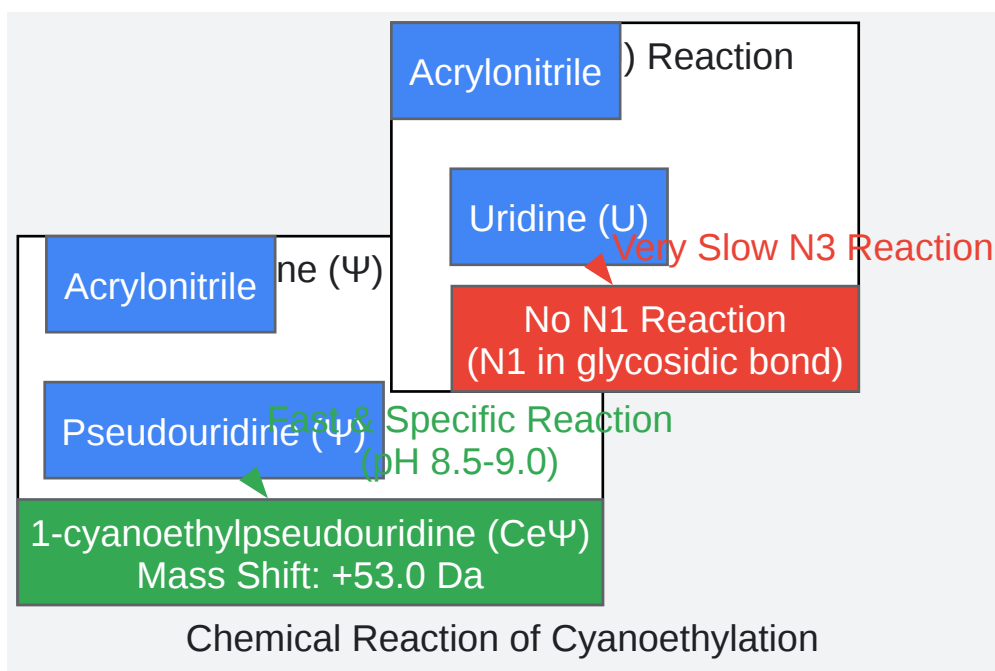 Acrylonitrile
) Reaction
Uridine (U)
Very Slow N3 Reaction
No N1 Reaction
(N1 in glycosidic bond)
Acrylonitrile
ne (Ψ)
Pseudouridine (Ψ)
Fast & Specific Reaction
(pH 8.5-9.0)
1-cyanoethylpseudouridine (CeΨ)
Mass Shift: +53.0 Da
Chemical Reaction of Cyanoethylation